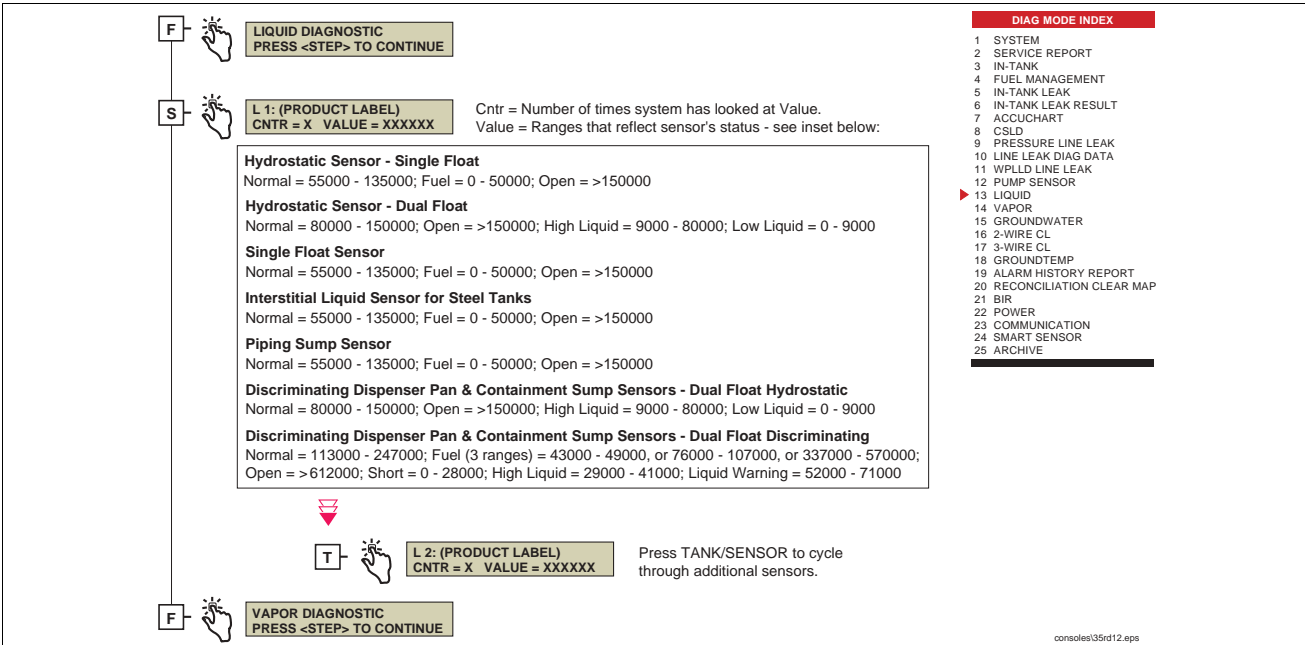 F
LIQUID DIAGNOSTIC
PRESS <STEP> TO CONTINUE
S
L 1: (PRODUCT LABEL)
CNTR = X VALUE = XXXXXX
Cntr = Number of times system has looked at Value.
Value = Ranges that reflect sensor's status - see inset below:
Hydrostatic Sensor - Single Float
Normal = 55000 - 135000; Fuel = 0 - 50000; Open = >150000
Hydrostatic Sensor - Dual Float
Normal = 80000 - 150000; Open = >150000; High Liquid = 9000 - 80000; Low Liquid = 0 - 9000
Single Float Sensor
Normal = 55000 - 135000; Fuel = 0 - 50000; Open = >150000
Interstitial Liquid Sensor for Steel Tanks
Normal = 55000 - 135000; Fuel = 0 - 50000; Open = >150000
Piping Sump Sensor
Normal = 55000 - 135000; Fuel = 0 - 50000; Open = >150000
Discriminating Dispenser Pan & Containment Sump Sensors - Dual Float Hydrostatic
Normal = 80000 - 150000; Open = >150000; High Liquid = 9000 - 80000; Low Liquid = 0 - 9000
Discriminating Dispenser Pan & Containment Sump Sensors - Dual Float Discriminating
Normal = 113000 - 247000; Fuel (3 ranges) = 43000 - 49000, or 76000 - 107000, or 337000 - 570000;
Open = >612000; Short = 0 - 28000; High Liquid = 29000 - 41000; Liquid Warning = 52000 - 71000
T
L 2: (PRODUCT LABEL)
CNTR = X VALUE = XXXXXX
Press TANK/SENSOR to cycle
through additional sensors.
F
VAPOR DIAGNOSTIC
PRESS <STEP> TO CONTINUE
DIAG MODE INDEX
1 SYSTEM
2 SERVICE REPORT
3 IN-TANK
4 FUEL MANAGEMENT
5 IN-TANK LEAK
6 IN-TANK LEAK RESULT
7 ACCUCHART
8 CSLD
9 PRESSURE LINE LEAK
10 LINE LEAK DIAG DATA
11 WPLLD LINE LEAK
12 PUMP SENSOR
13 LIQUID
14 VAPOR
15 GROUNDWATER
16 2-WIRE CL
17 3-WIRE CL
18 GROUNDTEMP
19 ALARM HISTORY REPORT
20 RECONCILIATION CLEAR MAP
21 BIR
22 POWER
23 COMMUNICATION
24 SMART SENSOR
25 ARCHIVE
consoles\35rd12.eps